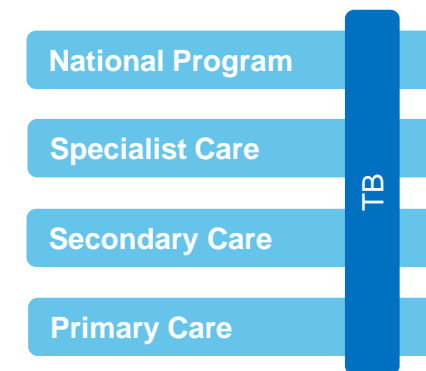 National Program
Specialist Care
TB
Secondary Care
Primary Care